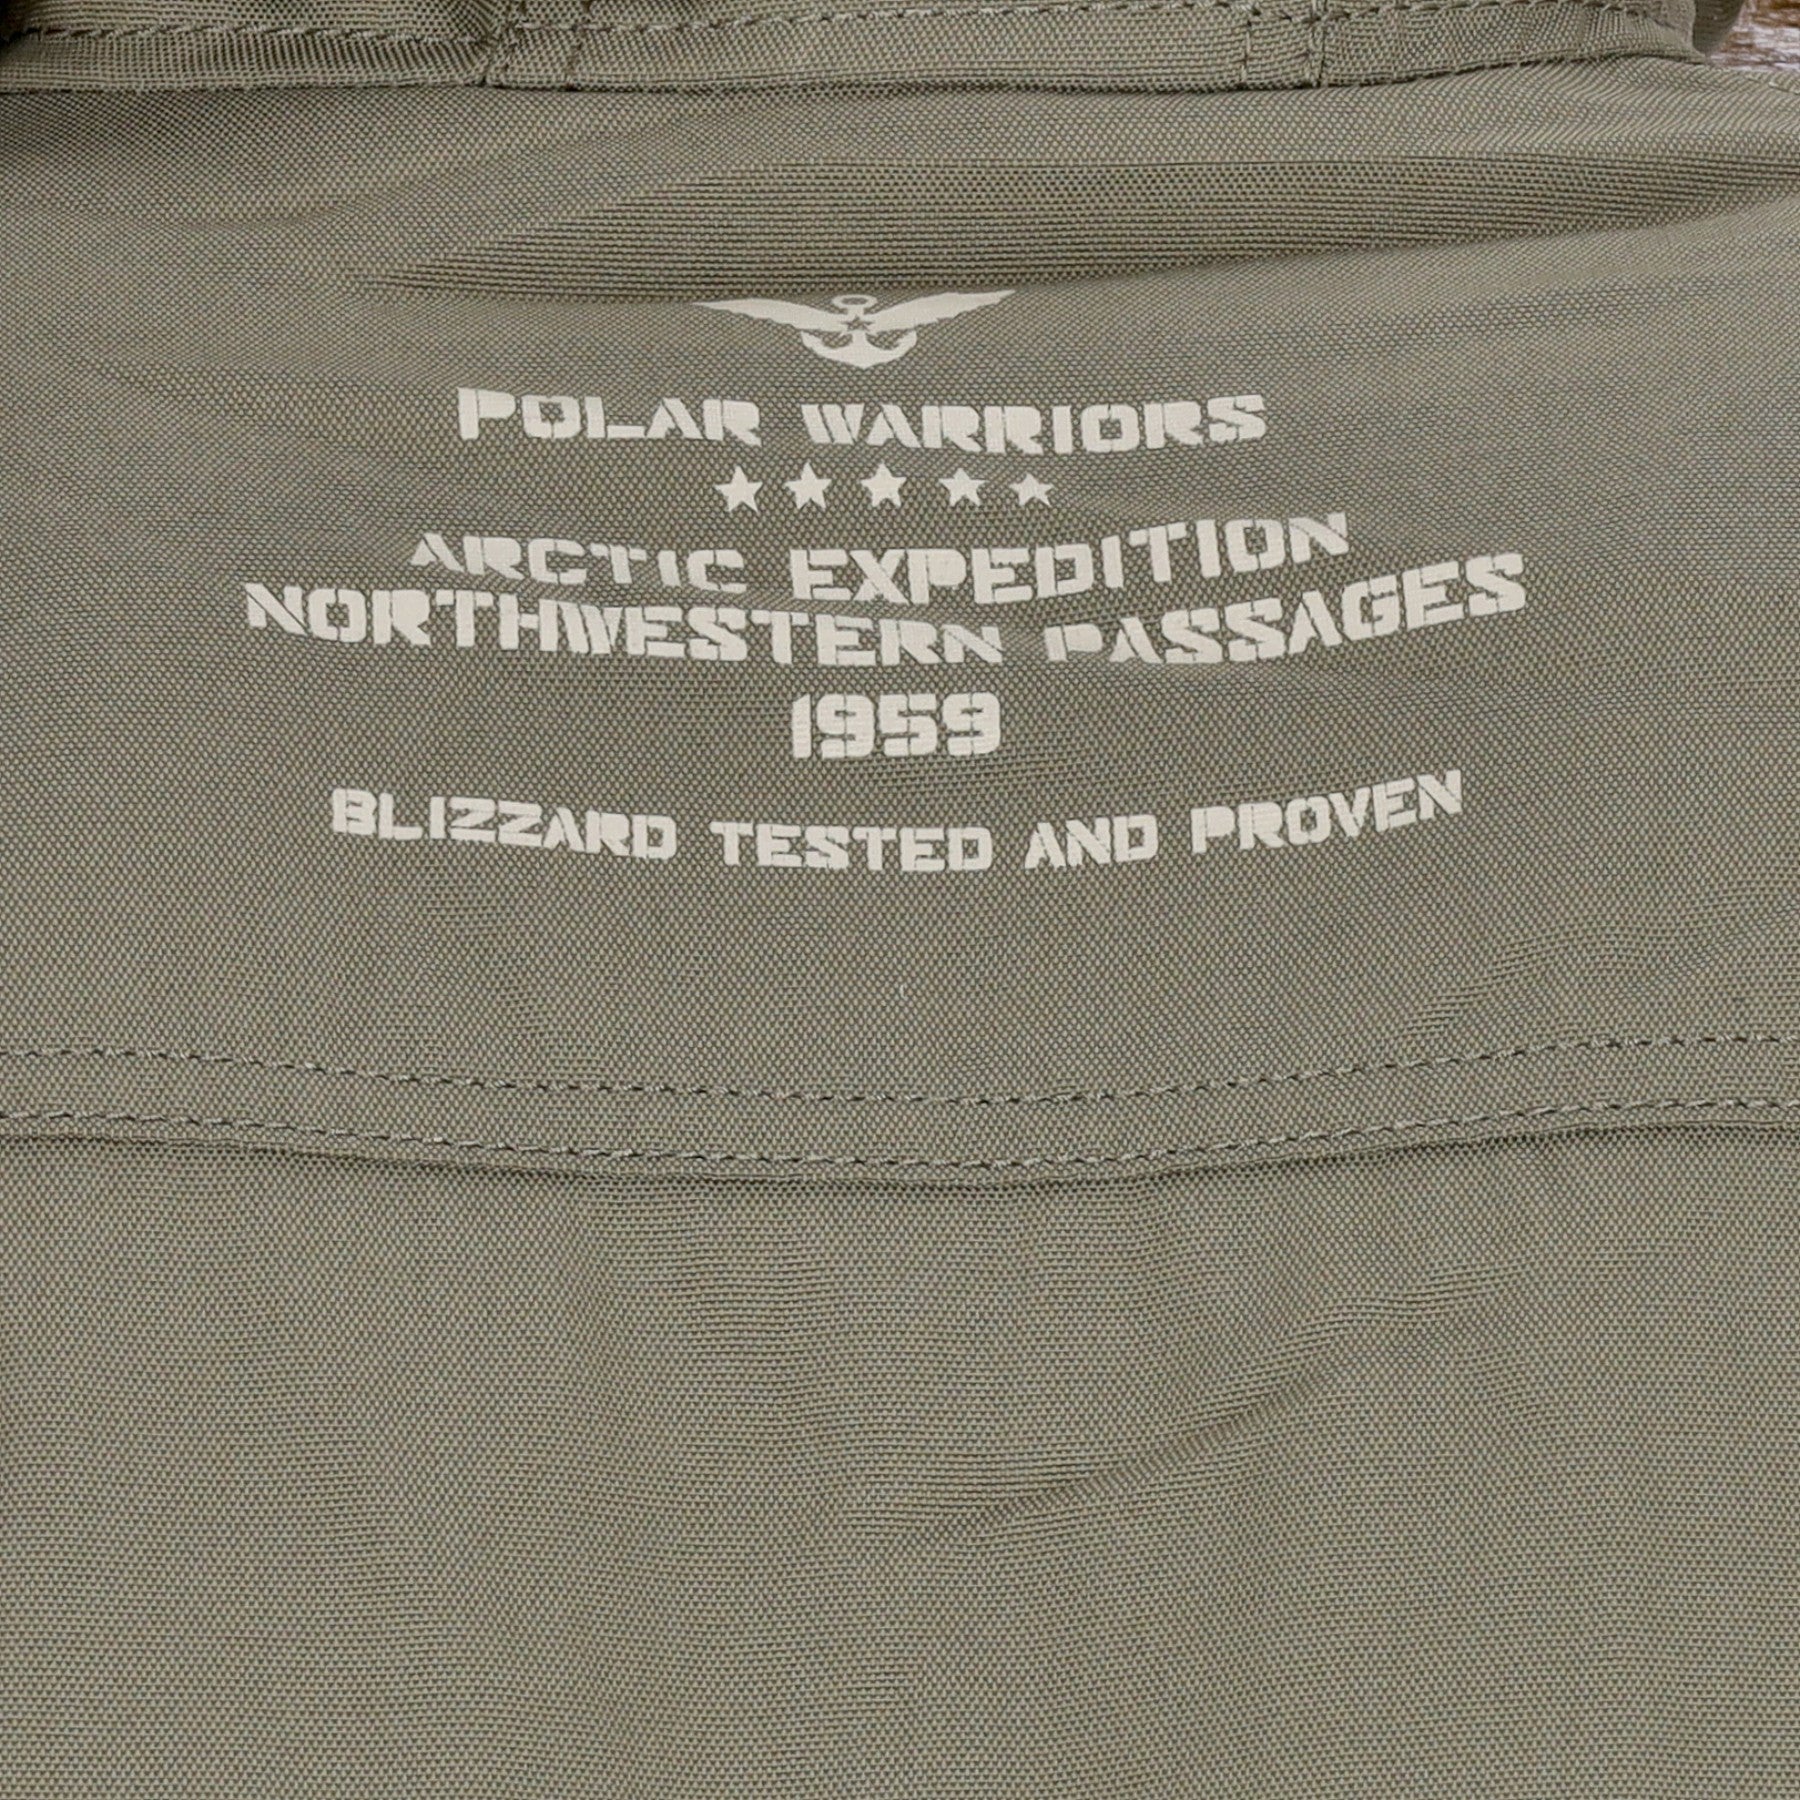 POLAR WARRIORS
ARCTIC EXPEDITION
NORTHWESTERN PASSAGES
1959
BLIZZARD TESTED AND PROVEN